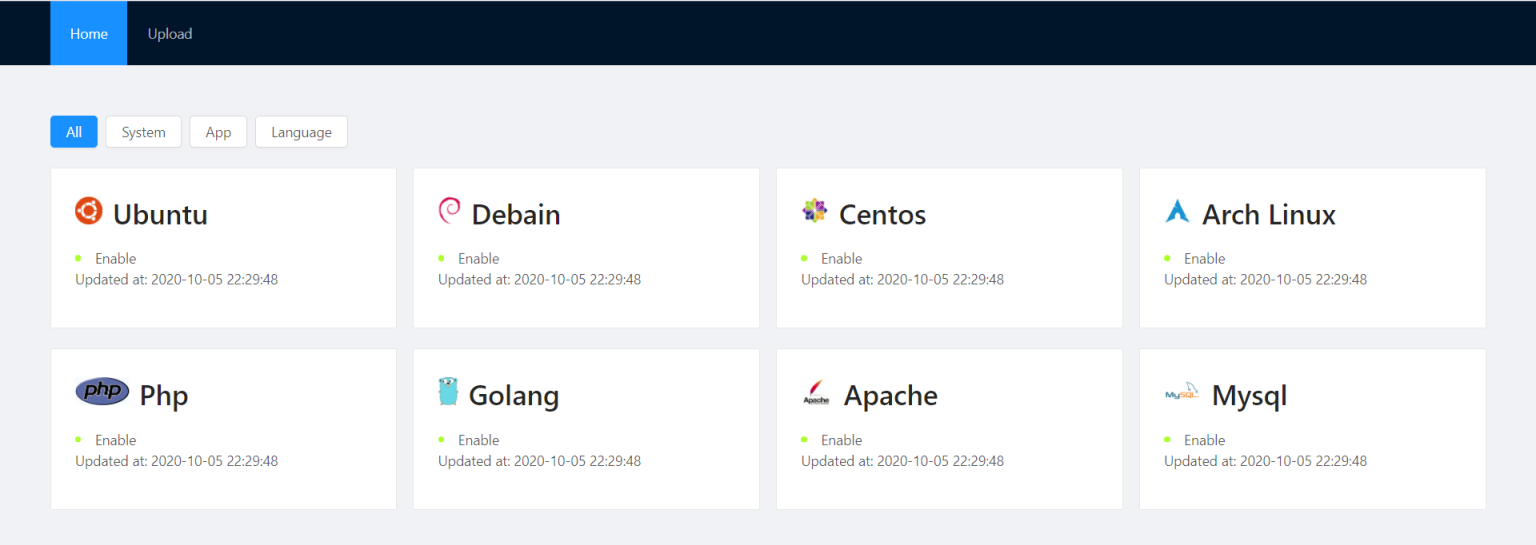 Home Upload
All System App Language
Ubuntu
Enable
Updated at: 2020-10-05 22:29:48
Debain
Enable
Updated at: 2020-10-05 22:29:48
Centos
Enable
Updated at: 2020-10-05 22:29:48
Arch Linux
Enable
Updated at: 2020-10-05 22:29:48
php Php
Enable
Updated at: 2020-10-05 22:29:48
Golang
Enable
Updated at: 2020-10-05 22:29:48
Apache Apache
Enable
Updated at: 2020-10-05 22:29:48
MySQL Mysql
Enable
Updated at: 2020-10-05 22:29:48